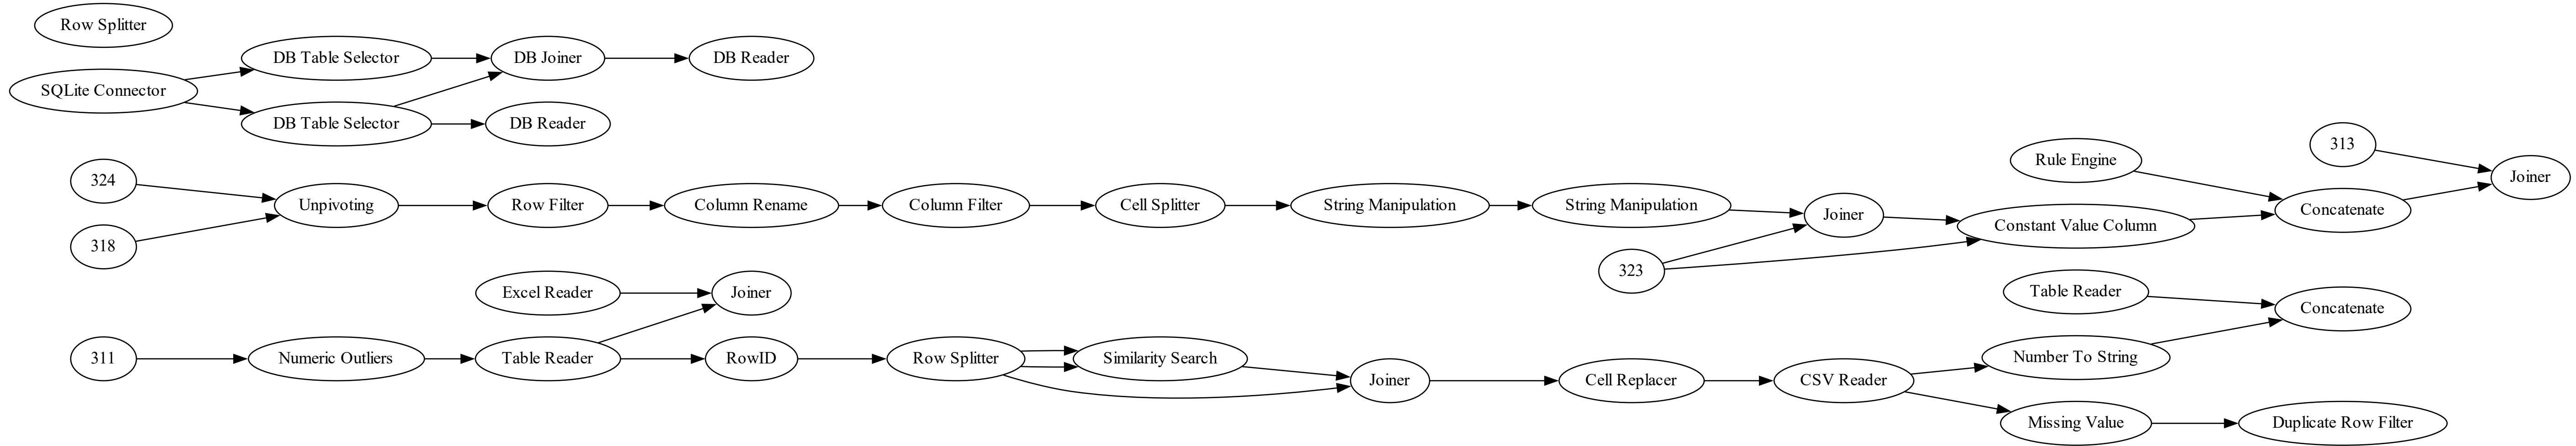 Row Splitter
SQLite Connector
DB Table Selector
DB Table Selector
DB Joiner
DB Reader
DB Reader
324
318
Unpivoting
Row Filter
Column Rename
Column Filter
Cell Splitter
String Manipulation
String Manipulation
323
Joiner
Rule Engine
Constant Value Column
313
Concatenate
Joiner
311
Numeric Outliers
Excel Reader
Table Reader
Joiner
RowID
Row Splitter
Similarity Search
Joiner
Cell Replacer
CSV Reader
Table Reader
Number To String
Missing Value
Concatenate
Duplicate Row Filter